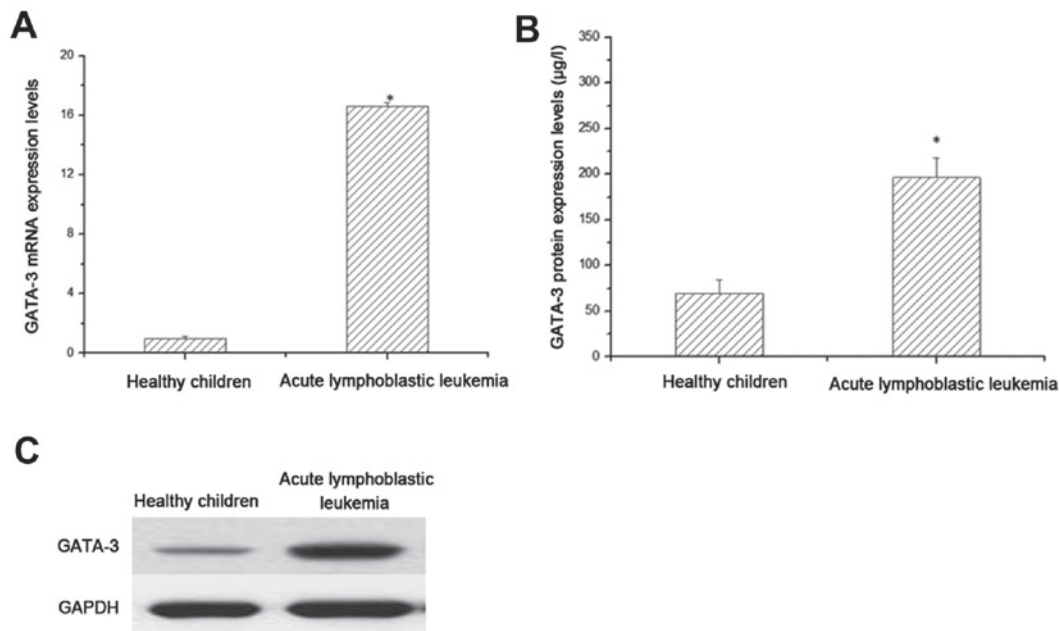 A
GATA-3 mRNA expression levels
20
16
12
8
4
0
*
Healthy children
Acute lymphoblastic leukemia
B
GATA-3 protein expression levels (µg/l)
350
300
250
200
150
100
50
0
*
Healthy children
Acute lymphoblastic leukemia
C
Healthy children
Acute lymphoblastic
leukemia
GATA-3
GAPDH